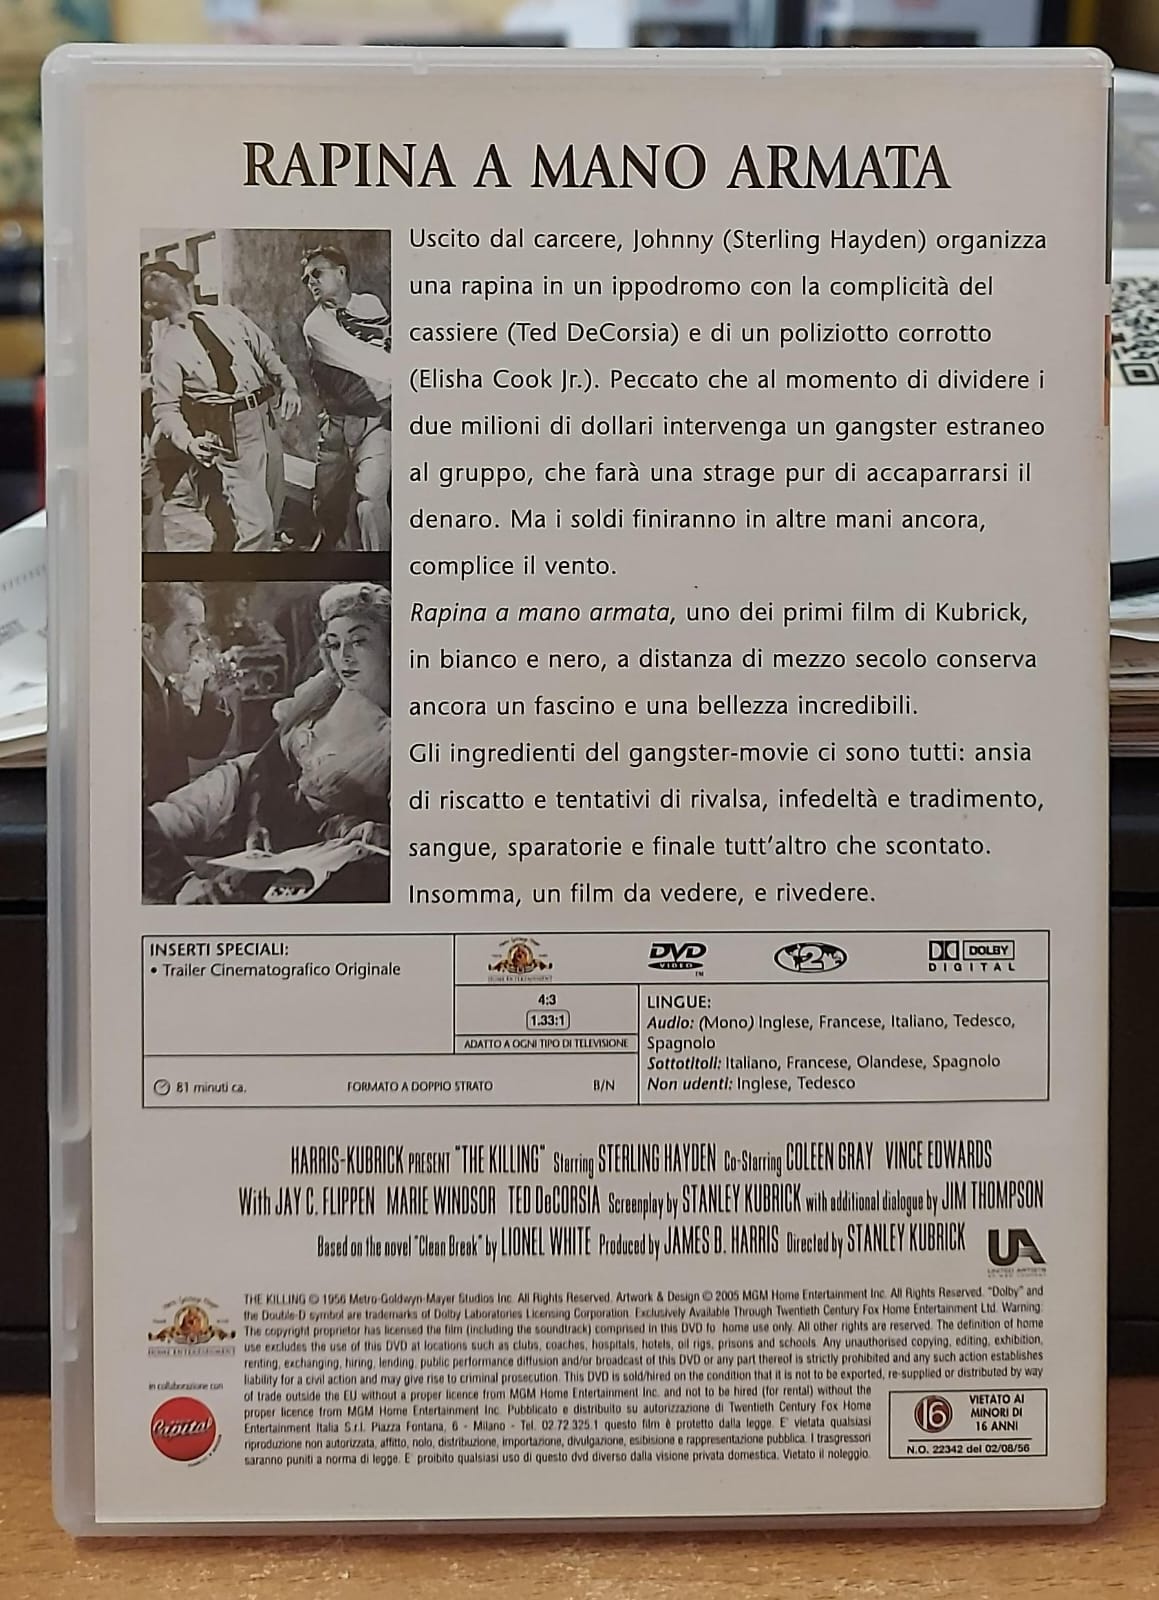 RAPINA A MANO ARMATA
Uscito dal carcere, Johnny (Sterling Hayden) organizza
una rapina in un ippodromo con la complicità del
cassiere (Ted DeCorsia) e di un poliziotto corrotto
(Elisha Cook Jr.). Peccato che al momento di dividere i
due milioni di dollari intervenga un gangster estraneo
al gruppo, che farà una strage pur di accaparrarsi il
denaro. Ma i soldi finiranno in altre mani ancora,
complice il vento.
Rapina a mano armata, uno dei primi film di Kubrick,
in bianco e nero, a distanza di mezzo secolo conserva
ancora un fascino e una bellezza incredibili.
Gli ingredienti del gangster-movie ci sono tutti: ansia
di riscatto e tentativi di rivalsa, infedeltà e tradimento,
sangue, sparatorie e finale tutt'altro che scontato.
Insomma, un film da vedere, e rivedere.
INSERTI SPECIALI:
• Trailer Cinematografico Originale
DVD
VIDEO
TM
2
DOLBY
DIGITAL
4:3
1.33:1
ADATTO A OGNI TIPO DI TELEVISIONE
LINGUE:
Audio: (Mono) Inglese, Francese, Italiano, Tedesco,
Spagnolo
Sottotitoli: Italiano, Francese, Olandese, Spagnolo
Non udenti: Inglese, Tedesco
81 minuti ca.
FORMATO A DOPPIO STRATO
B/N
HARRIS-KUBRICK PRESENT "THE KILLING" Starring STERLING HAYDEN Co-Starring COLEEN GRAY VINCE EDWARDS
With JAY C. FLIPPEN MARIE WINDSOR TED DeCORSIA Screenplay by STANLEY KUBRICK with additional dialogue by JIM THOMPSON
Based on the novel "Clean Break" by LIONEL WHITE Produced by JAMES B. HARRIS Directed by STANLEY KUBRICK
UA
THE KILLING © 1956 Metro-Goldwyn-Mayer Studios Inc. All Rights Reserved. Artwork & Design © 2005 MGM Home Entertainment Inc. All Rights Reserved. "Dolby" and
the Double-D symbol are trademarks of Dolby Laboratories Licensing Corporation. Exclusively Available Through Twentieth Century Fox Home Entertainment Ltd. Warning:
The copyright proprietor has licensed the film (including the soundtrack) comprised in this DVD fo home use only. All other rights are reserved. The definition of home
use excludes the use of this DVD at locations such as clubs, coaches, hospitals, hotels, oil rigs, prisons and schools. Any unauthorised copying, editing, exhibition,
renting, exchanging, hiring, lending, public performance diffusion and/or broadcast of this DVD or any part thereof is strictly prohibited and any such action establishes
liability for a civil action and may give rise to criminal prosecution. This DVD is sold/hired on the condition that it is not to be exported, re-supplied or distributed by way
of trade outside the EU without a proper licence from MGM Home Entertainment Inc. and not to be hired (for rental) without the
proper licence from MGM Home Entertainment Inc. Pubblicato e distribuito su autorizzazione di Twentieth Century Fox Home
Entertainment Italia S.r.l. Piazza Fontana, 6 - Milano - Tel. 02.72.325.1 questo film è protetto dalla legge. E' vietata qualsiasi
riproduzione non autorizzata, affitto, nolo, distribuzione, importazione, divulgazione, esibizione e rappresentazione pubblica. I trasgressori
saranno puniti a norma di legge. E' proibito qualsiasi uso di questo dvd diverso dalla visione privata domestica. Vietato il noleggio.
HOME ENTERTAINMENT
in collaborazione con
Capital
16
VIETATO AI
MINORI DI
16 ANNI
N.O. 22342 del 02/08/56